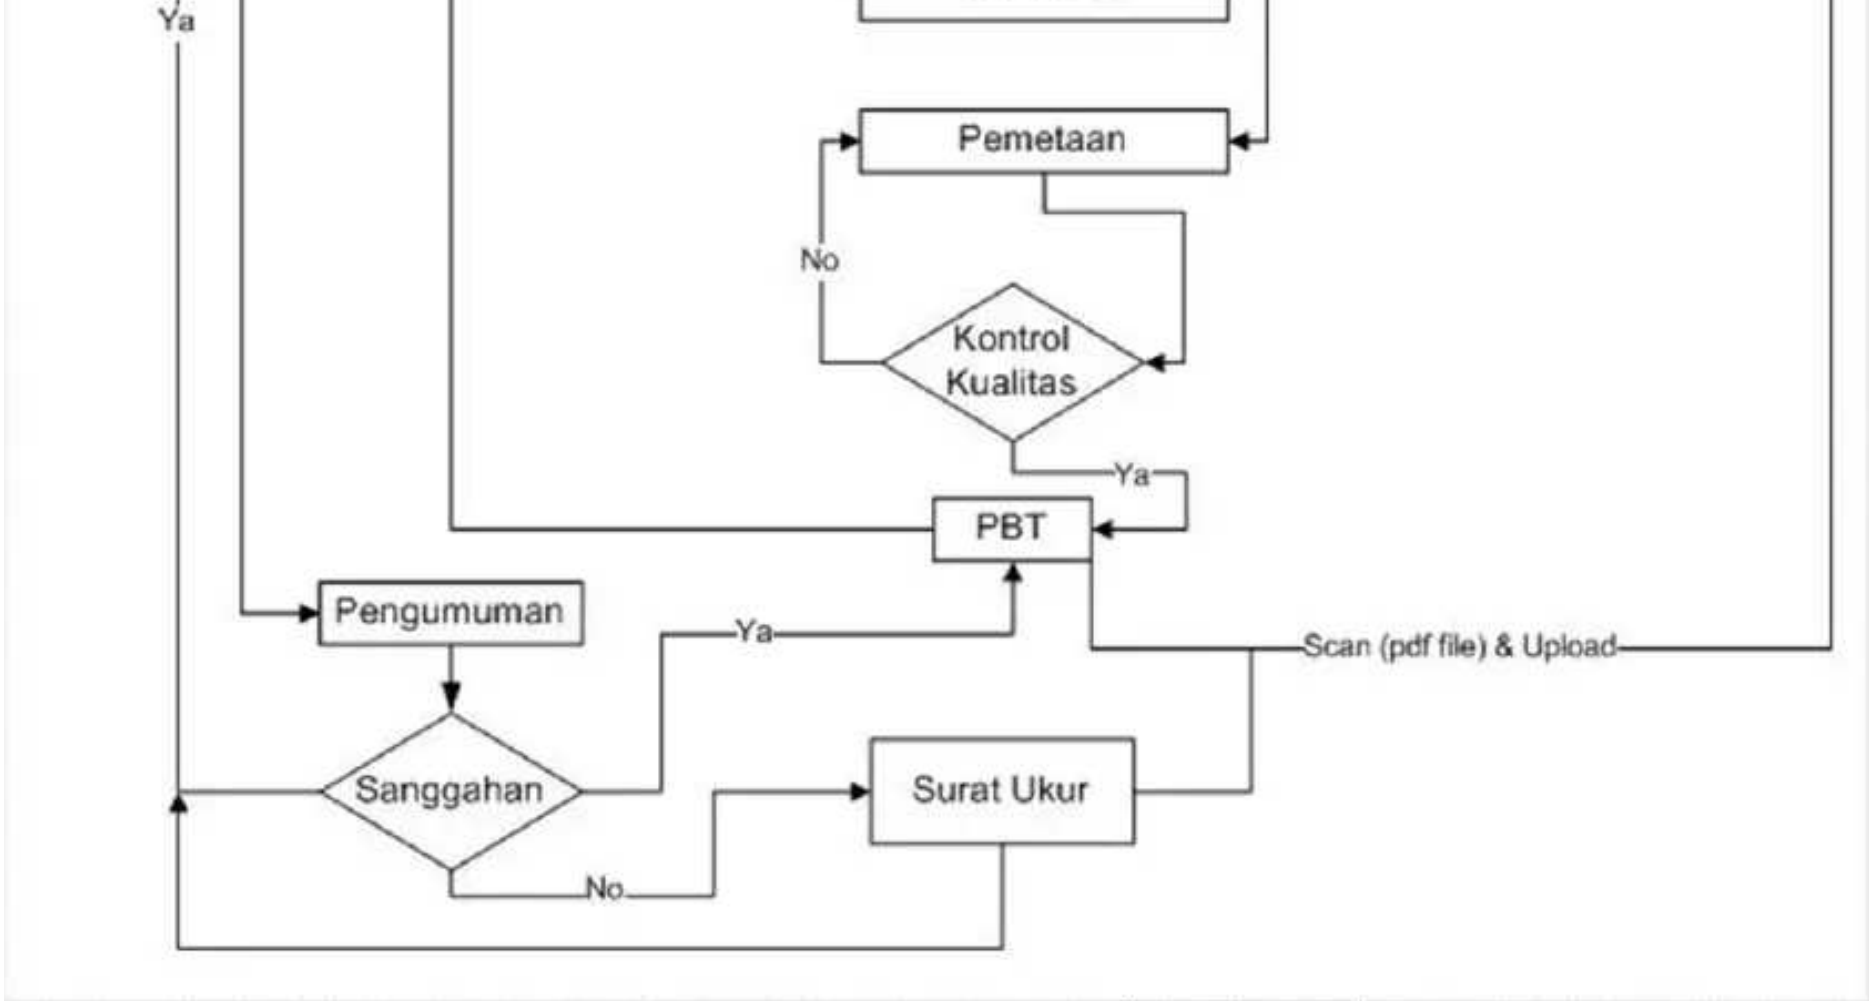 Ya
Pemetaan
No
Kontrol
Kualitas
Ya
PBT
Pengumuman
Ya
Scan (pdf file) & Upload
Sanggahan
Surat Ukur
No